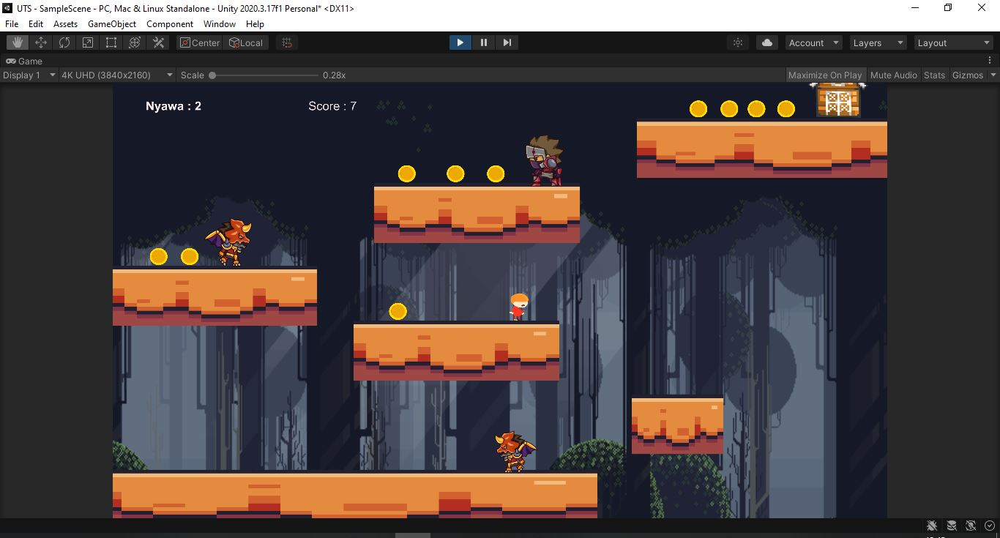 UTS - SampleScene - PC, Mac & Linux Standalone - Unity 2020.3.17f1 Personal* <DX11>
File Edit Assets GameObject Component Window Help
Center Local Account Layers Layout
Game
Display 1 4K UHD (3840x2160) Scale 0.28x Maximize On Play Mute Audio Stats Gizmos
Nyawa : 2 Score : 7